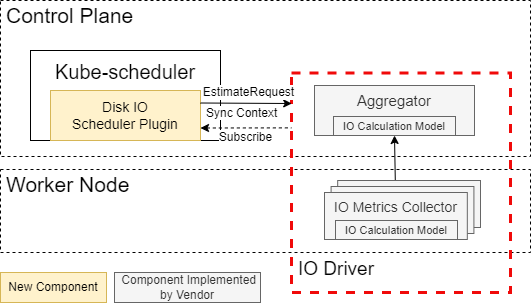 Control Plane
Kube-scheduler
Disk IO
Scheduler Plugin
EstimateRequest
Sync Context
Subscribe
Aggregator
IO Calculation Model
Worker Node
IO Metrics Collector
IO Calculation Model
IO Driver
New Component
Component Implemented
by Vendor